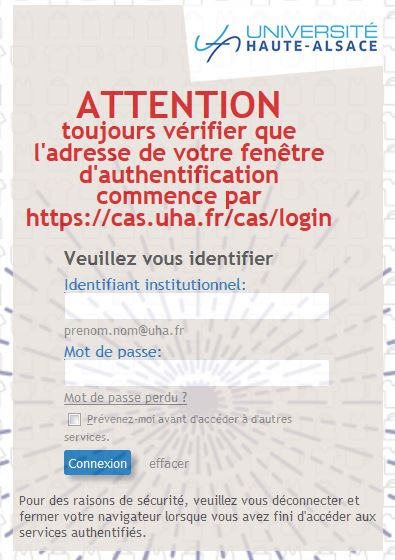 UNIVERSITÉ
HAUTE-ALSACE
ATTENTION
toujours vérifier que
l'adresse de votre fenêtre
d'authentification
commence par
https://cas.uha.fr/cas/login
Veuillez vous identifier
Identifiant institutionnel:
prenom.nom@uha.fr
Mot de passe:
Mot de passe perdu ?
Prévenez-moi avant d'accéder à d'autres
services.
Connexion effacer
Pour des raisons de sécurité, veuillez vous déconnecter et
fermer votre navigateur lorsque vous avez fini d'accéder aux
services authentifiés.